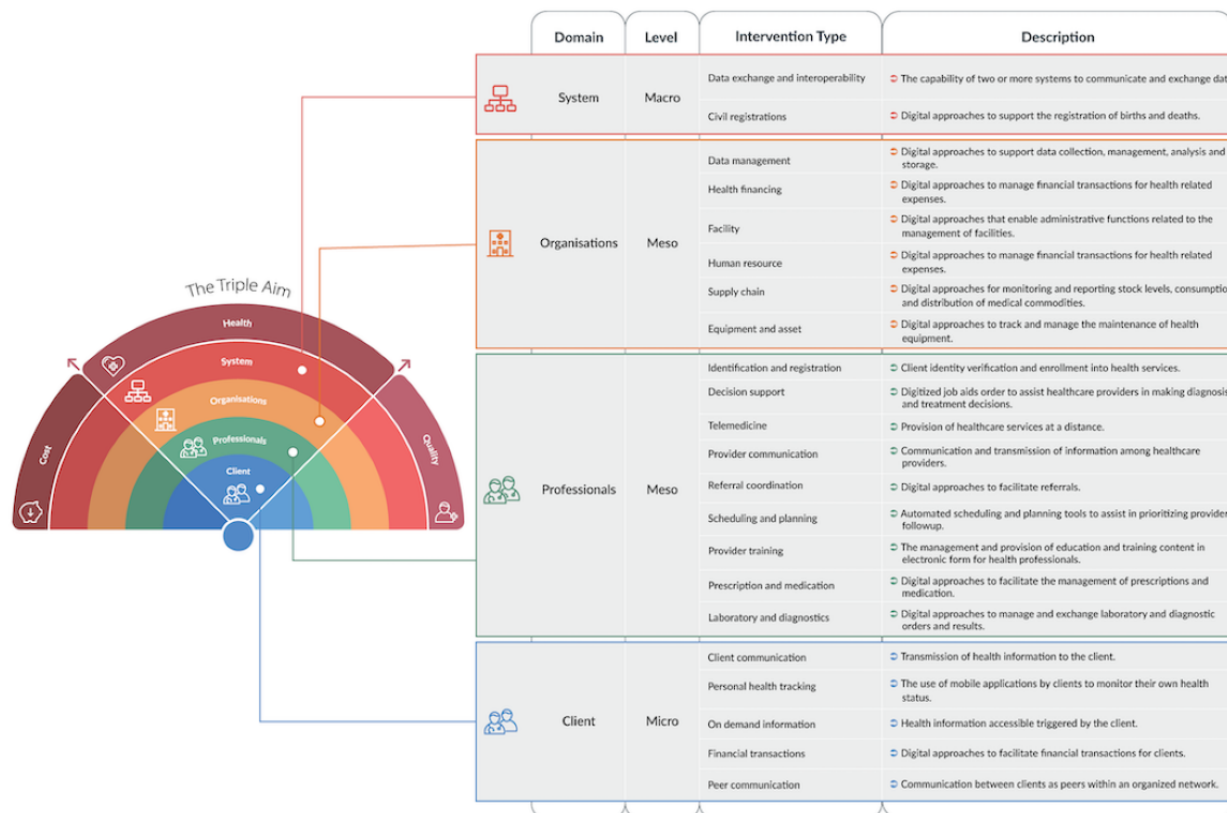 Domain
Level
Intervention Type
Description
System
Macro
Data exchange and interoperability
The capability of two or more systems to communicate and exchange dat
Civil registrations
Digital approaches to support the registration of births and deaths.
Organisations
Meso
Data management
Digital approaches to support data collection, management, analysis and
storage.
Health financing
Digital approaches to manage financial transactions for health related
expenses.
Facility
Digital approaches that enable administrative functions related to the
management of facilities.
Human resource
Digital approaches to manage financial transactions for health related
expenses.
Supply chain
Digital approaches for monitoring and reporting stock levels, consumptio
and distribution of medical commodities.
Equipment and asset
Digital approaches to track and manage the maintenance of health
equipment.
Professionals
Meso
Identification and registration
Client identity verification and enrollment into health services.
Decision support
Digitized job aids order to assist healthcare providers in making diagnosis
and treatment decisions.
Telemedicine
Provision of healthcare services at a distance.
Provider communication
Communication and transmission of information among healthcare
providers.
Referral coordination
Digital approaches to facilitate referrals.
Scheduling and planning
Automated scheduling and planning tools to assist in prioritizing provider
followup.
Provider training
The management and provision of education and training content in
electronic form for health professionals.
Prescription and medication
Digital approaches to facilitate the management of prescriptions and
medication.
Laboratory and diagnostics
Digital approaches to manage and exchange laboratory and diagnostic
orders and results.
Client
Micro
Client communication
Transmission of health information to the client.
Personal health tracking
The use of mobile applications by clients to monitor their own health
status.
On demand information
Health information accessible triggered by the client.
Financial transactions
Digital approaches to facilitate financial transactions for clients.
Peer communication
Communication between clients as peers within an organized network.
The Triple Aim
Health
System
Organisations
Professionals
Client
Cost
Quality